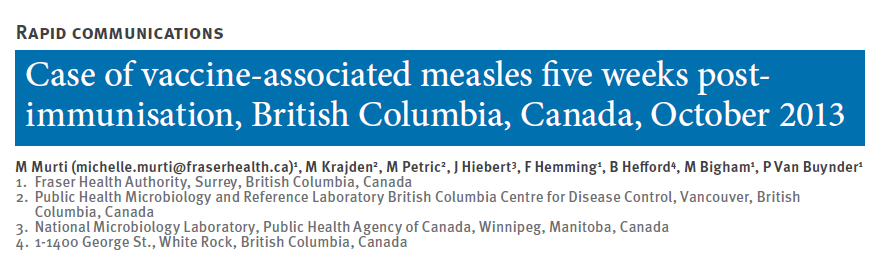 RAPID COMMUNICATIONS
Case of vaccine-associated measles five weeks post-
immunisation, British Columbia, Canada, October 2013
M Murti (michelle.murti@fraserhealth.ca)¹, M Krajden², M Petric², J Hiebert³, F Hemming¹, B Hefford⁴, M Bigham¹, P Van Buynder¹
1. Fraser Health Authority, Surrey, British Columbia, Canada
2. Public Health Microbiology and Reference Laboratory British Columbia Centre for Disease Control, Vancouver, British
Columbia, Canada
3. National Microbiology Laboratory, Public Health Agency of Canada, Winnipeg, Manitoba, Canada
4. 1-1400 George St., White Rock, British Columbia, Canada